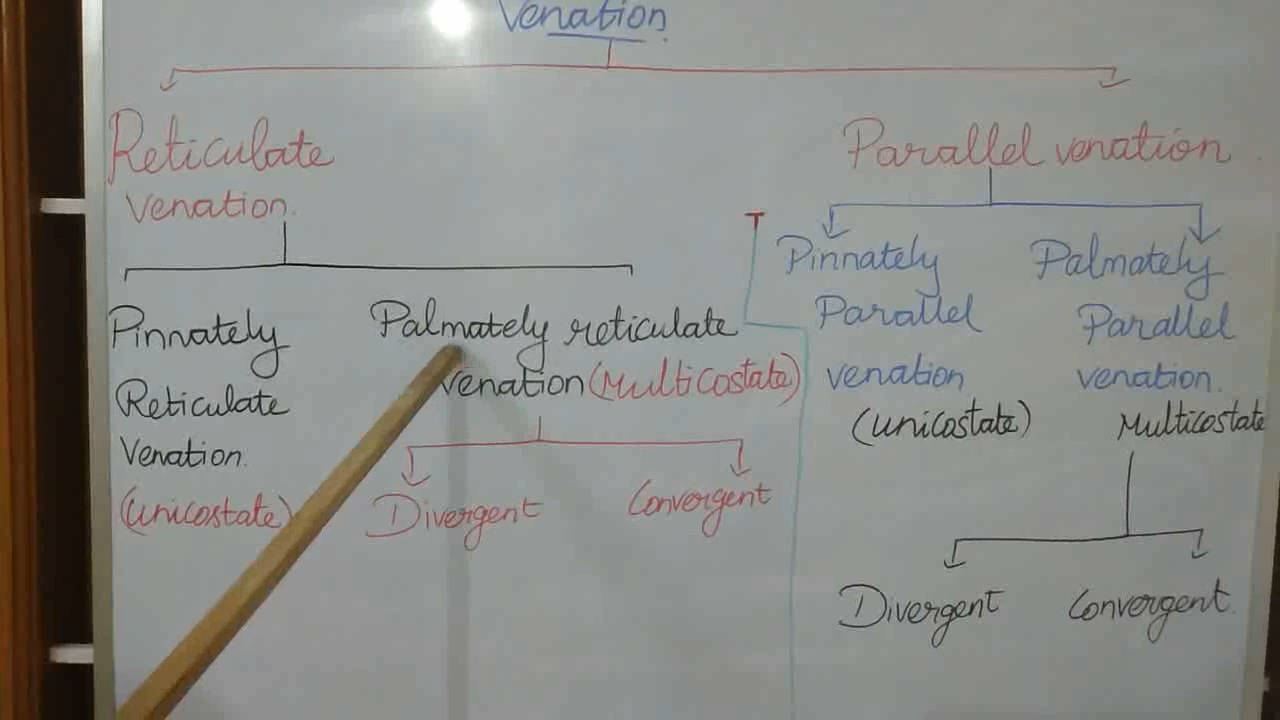 Venation.
Reticulate
Venation.
Pinnately
Reticulate
Venation.
(Unicostate)
Palmately reticulate
venation (Multicostate)
Divergent
Convergent
Parallel venation
Pinnately
Parallel
venation
(Unicostate)
Palmately
Parallel
venation.
Multicostate
Divergent
Convergent